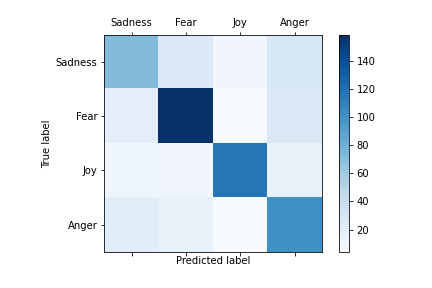 Sadness Fear Joy Anger
Sadness
Fear
Joy
Anger
True label
Predicted label
140
120
100
80
60
40
20